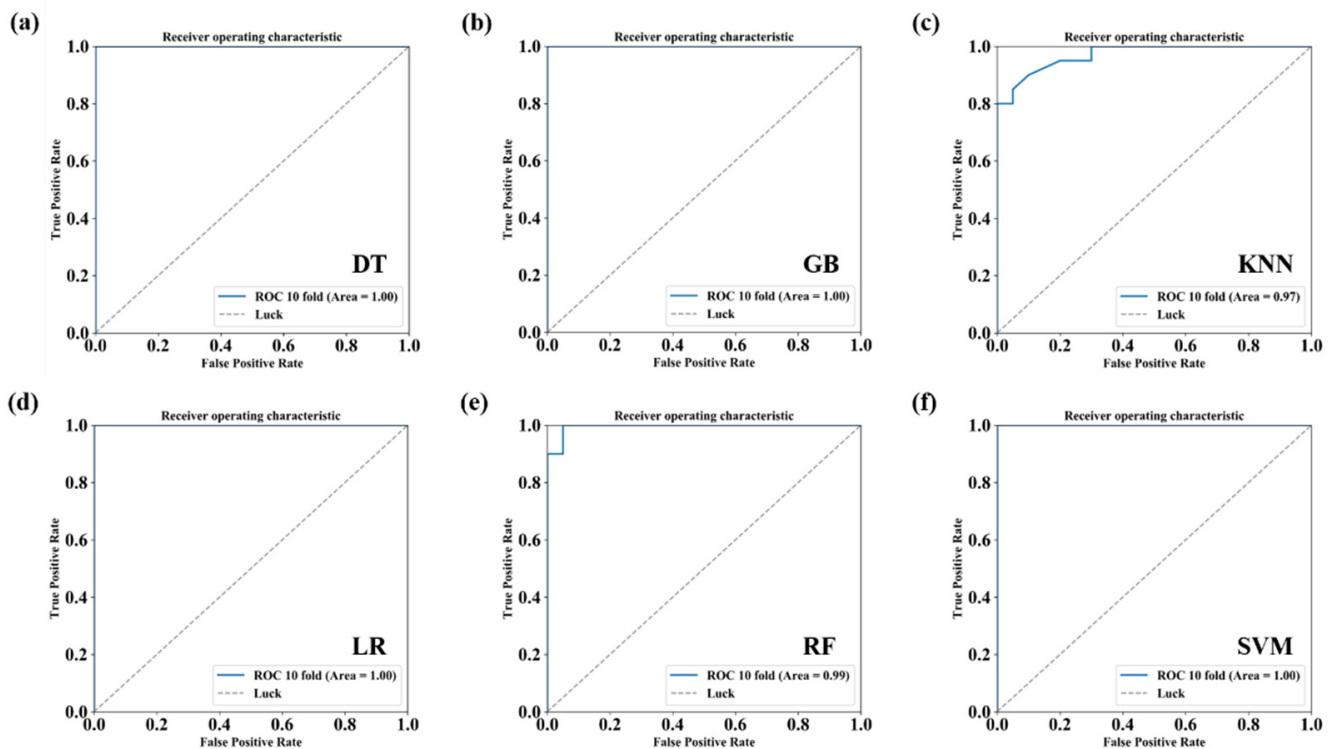 (a)
Receiver operating characteristic
1.0
0.8
0.6
0.4
0.2
0.0
True Positive Rate
DT
ROC 10 fold (Area = 1.00)
Luck
0.0 0.2 0.4 0.6 0.8 1.0
False Positive Rate
(b)
Receiver operating characteristic
1.0
0.8
0.6
0.4
0.2
0.0
True Positive Rate
GB
ROC 10 fold (Area = 1.00)
Luck
0.0 0.2 0.4 0.6 0.8 1.0
False Positive Rate
(c)
Receiver operating characteristic
1.0
0.8
0.6
0.4
0.2
0.0
True Positive Rate
KNN
ROC 10 fold (Area = 0.97)
Luck
0.0 0.2 0.4 0.6 0.8 1.0
False Positive Rate
(d)
Receiver operating characteristic
1.0
0.8
0.6
0.4
0.2
0.0
True Positive Rate
LR
ROC 10 fold (Area = 1.00)
Luck
0.0 0.2 0.4 0.6 0.8 1.0
False Positive Rate
(e)
Receiver operating characteristic
1.0
0.8
0.6
0.4
0.2
0.0
True Positive Rate
RF
ROC 10 fold (Area = 0.99)
Luck
0.0 0.2 0.4 0.6 0.8 1.0
False Positive Rate
(f)
Receiver operating characteristic
1.0
0.8
0.6
0.4
0.2
0.0
True Positive Rate
SVM
ROC 10 fold (Area = 1.00)
Luck
0.0 0.2 0.4 0.6 0.8 1.0
False Positive Rate